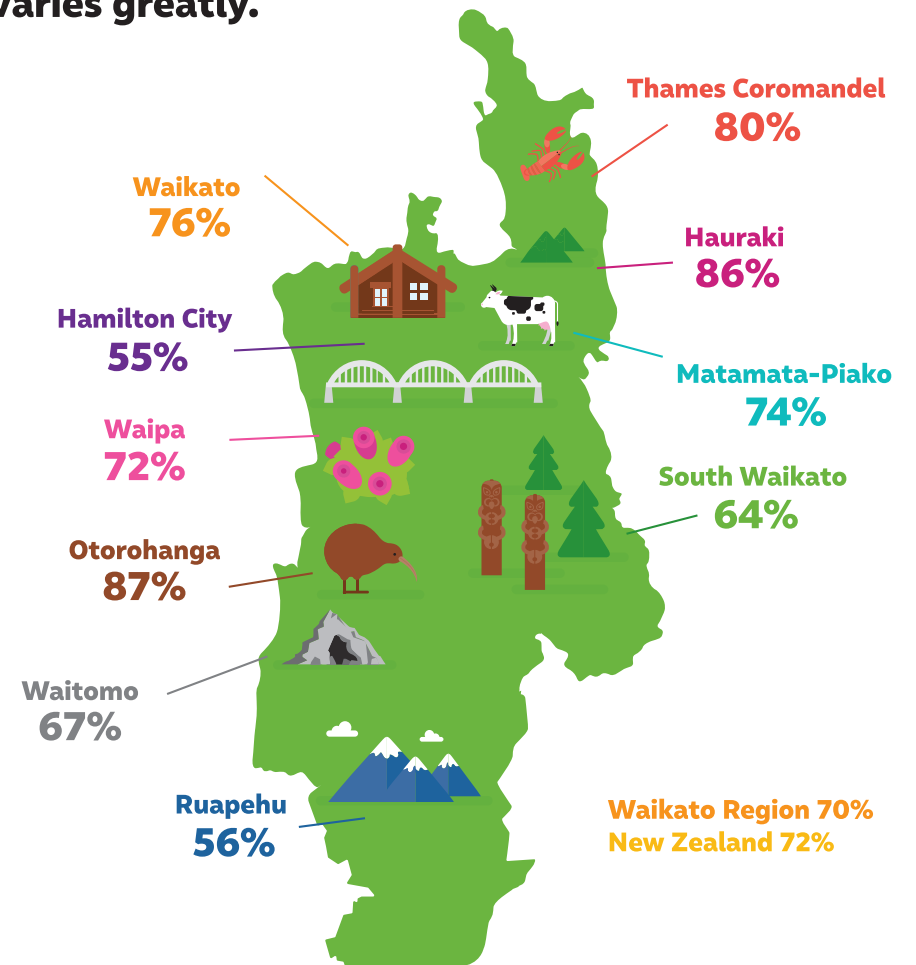 varies greatly.
Thames Coromandel
80%
Waikato
76%
Hauraki
86%
Hamilton City
55%
Matamata-Piako
74%
Waipa
72%
South Waikato
64%
Otorohanga
87%
Waitomo
67%
Ruapehu
56%
Waikato Region 70%
New Zealand 72%